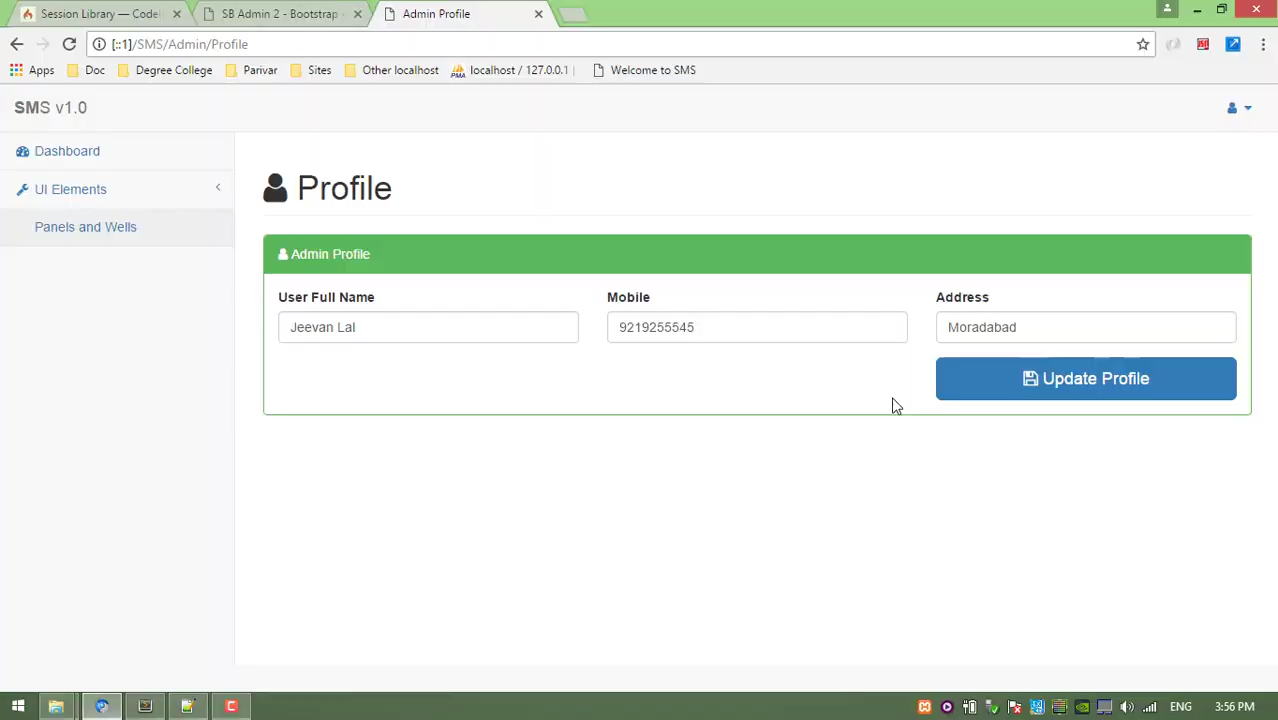 Session Library — CodeI
SB Admin 2 - Bootstrap
Admin Profile
[::1]/SMS/Admin/Profile
Apps Doc Degree College Parivar Sites Other localhost PMA localhost / 127.0.0.1 | Welcome to SMS
SMS v1.0
Dashboard
UI Elements
Panels and Wells
Profile
Admin Profile
User Full Name Mobile Address
Jeevan Lal 9219255545 Moradabad
Update Profile
ENG 3:56 PM